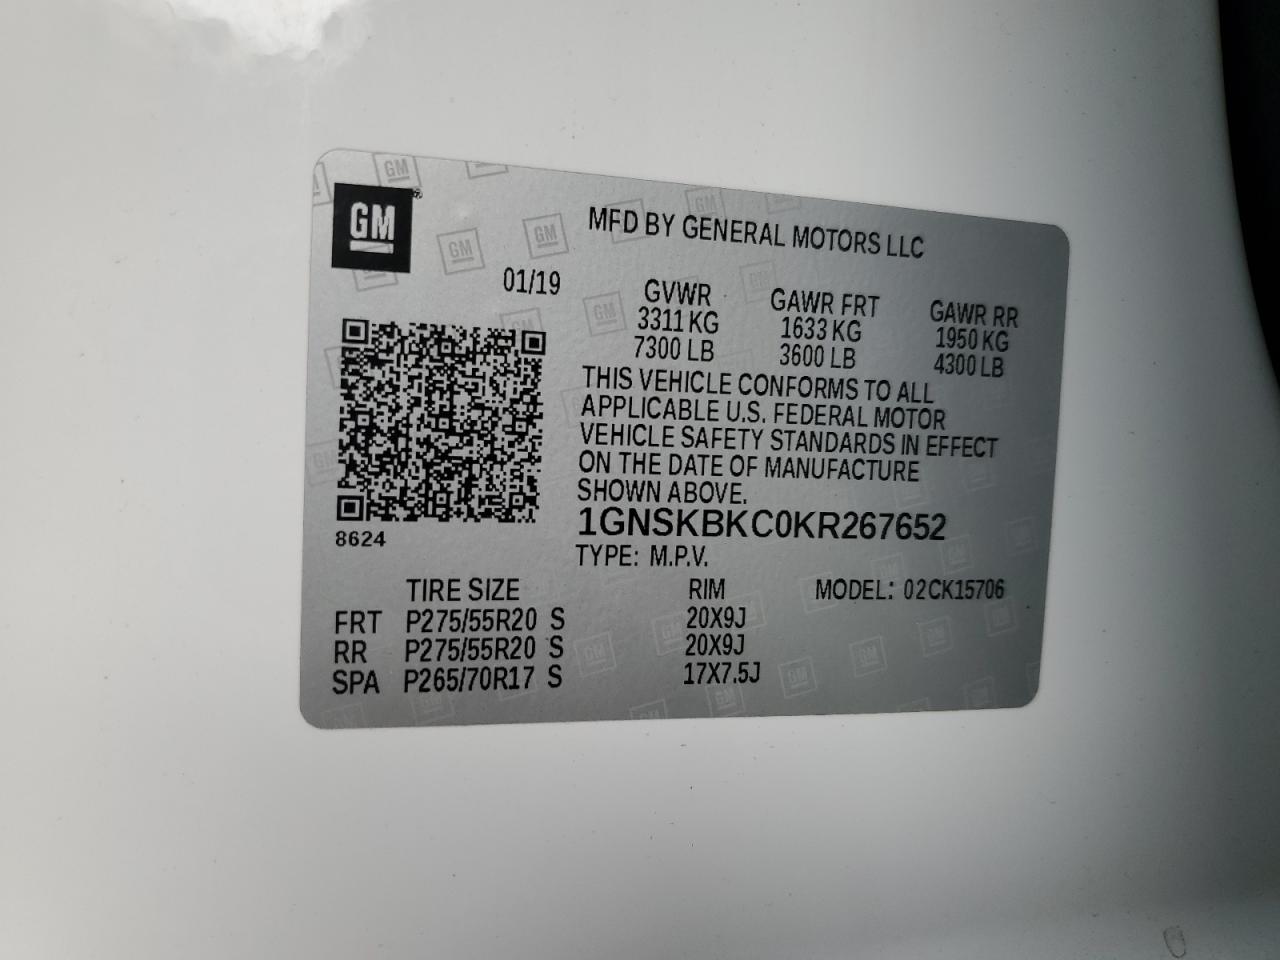 GM®
MFD BY GENERAL MOTORS LLC
01/19
GVWR GAWR FRT GAWR RR
3311 KG 1633 KG 1950 KG
7300 LB 3600 LB 4300 LB
THIS VEHICLE CONFORMS TO ALL
APPLICABLE U.S. FEDERAL MOTOR
VEHICLE SAFETY STANDARDS IN EFFECT
ON THE DATE OF MANUFACTURE
SHOWN ABOVE.
1GNSKBKC0KR267652
8624
TYPE: M.P.V.
TIRE SIZE RIM MODEL: 02CK15706
FRT P275/55R20 S 20X9J
RR P275/55R20 S 20X9J
SPA P265/70R17 S 17X7.5J